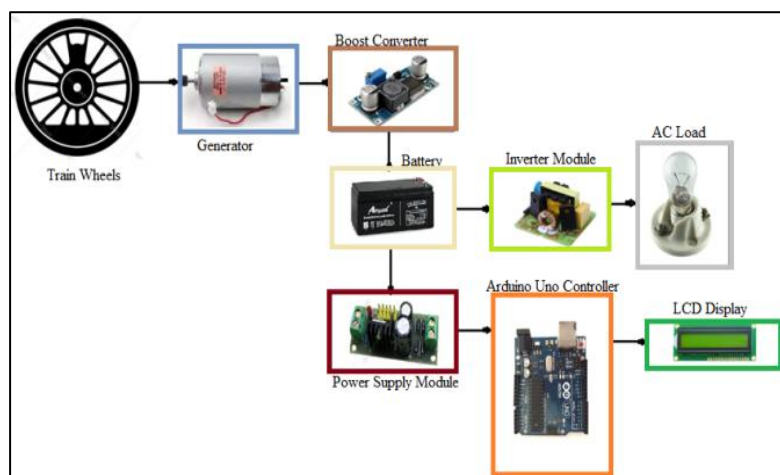 Boost Converter
Generator
Train Wheels
Battery
Inverter Module
AC Load
Power Supply Module
Arduino Uno Controller
LCD Display